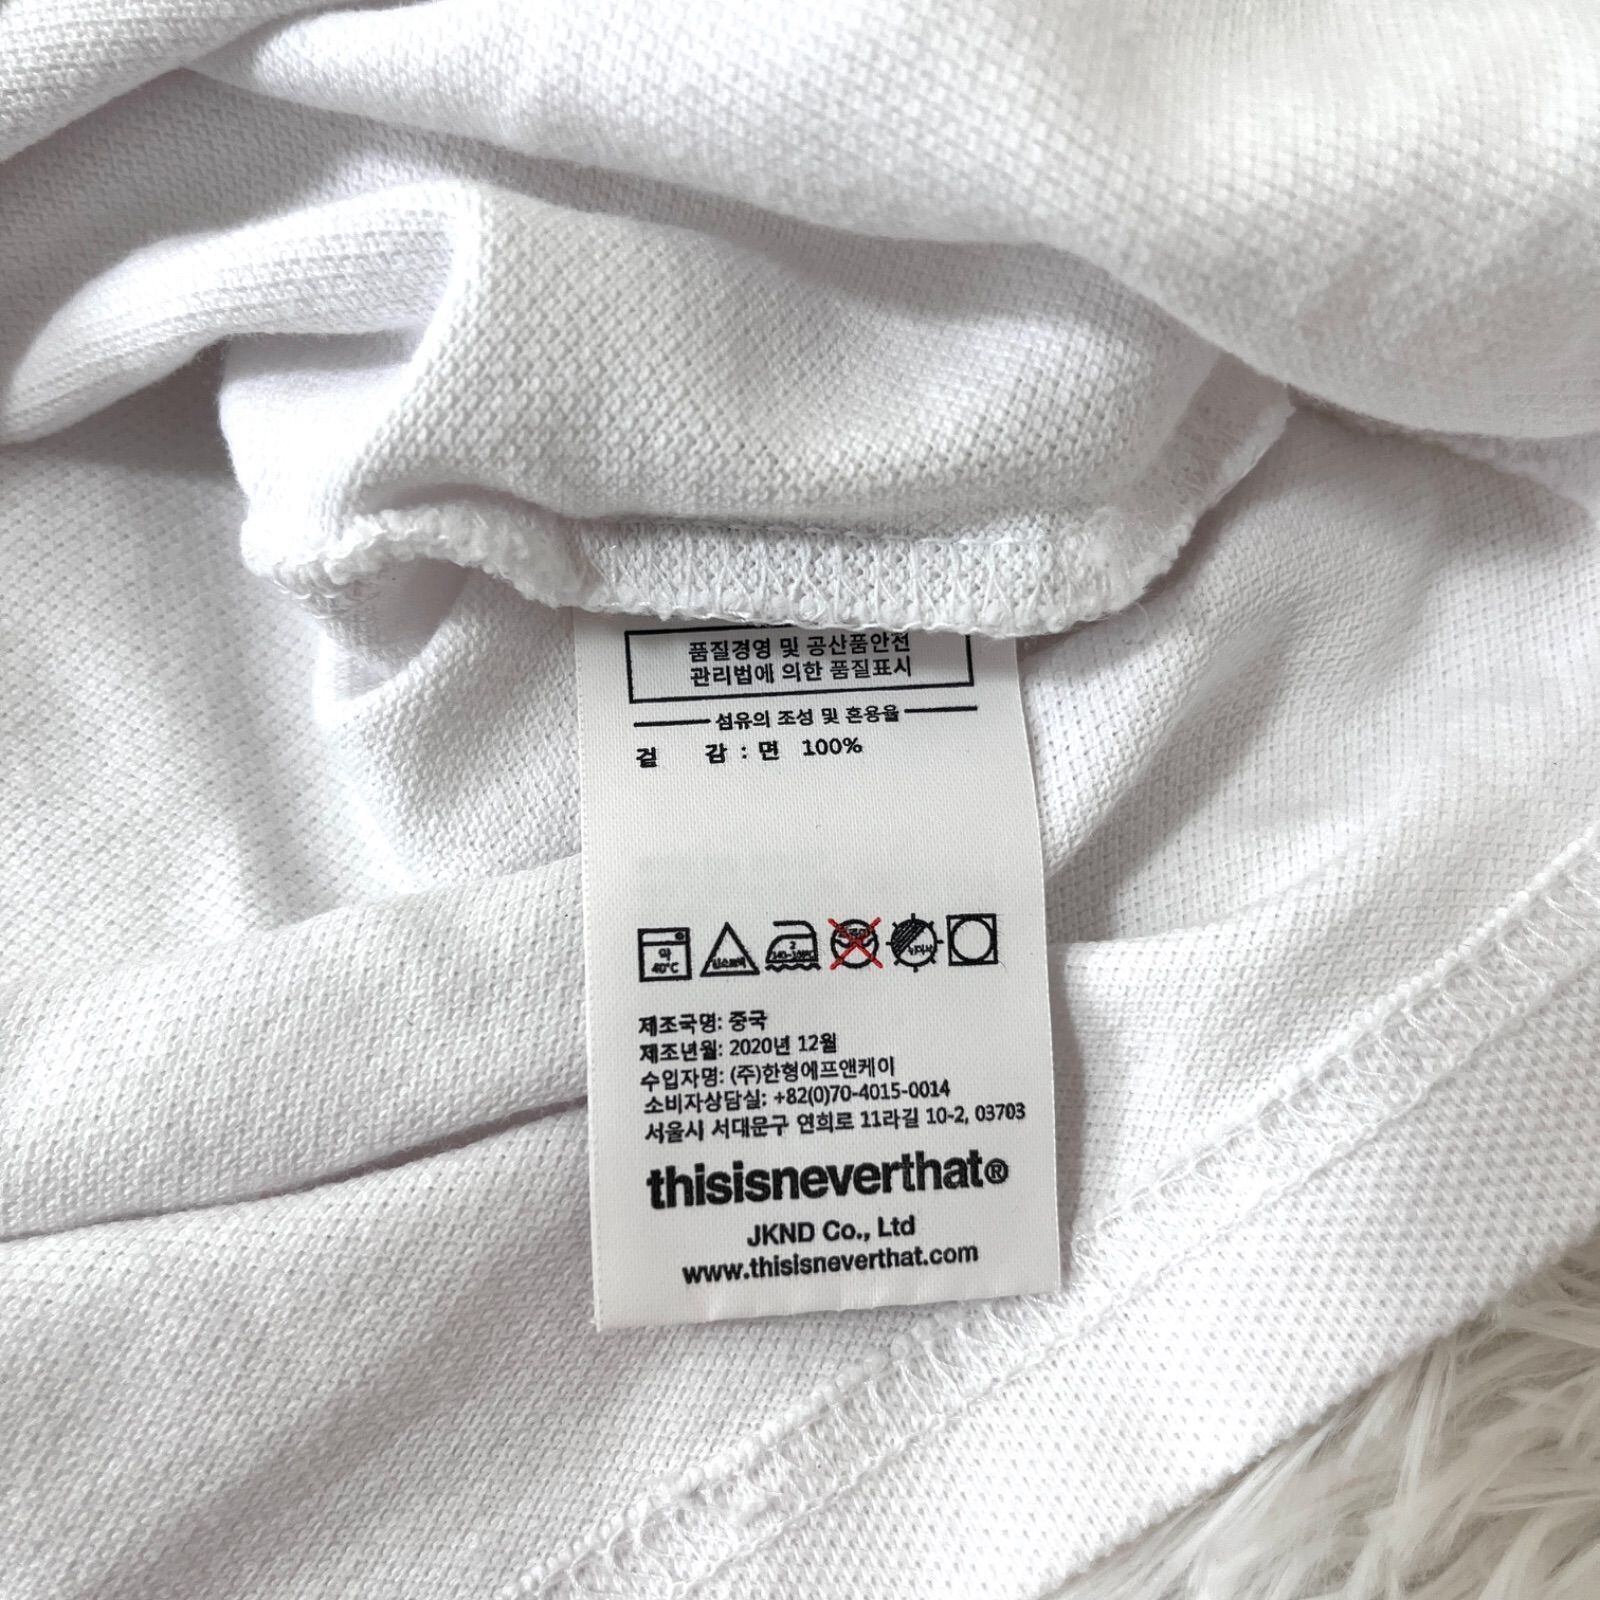 품질경영 및 공산품안전
관리법에 의한 품질표시
섬유의 조성 및 혼용율
겉 감 : 면 100%
약
40°C
2
제조국명: 중국
제조년월: 2020년 12월
수입자명: (주)한형에프앤케이
소비자상담실: +82(0)70-4015-0014
서울시 서대문구 연희로 11라길 10-2, 03703
thisisneverthat®
JKND Co., Ltd
www.thisisneverthat.com